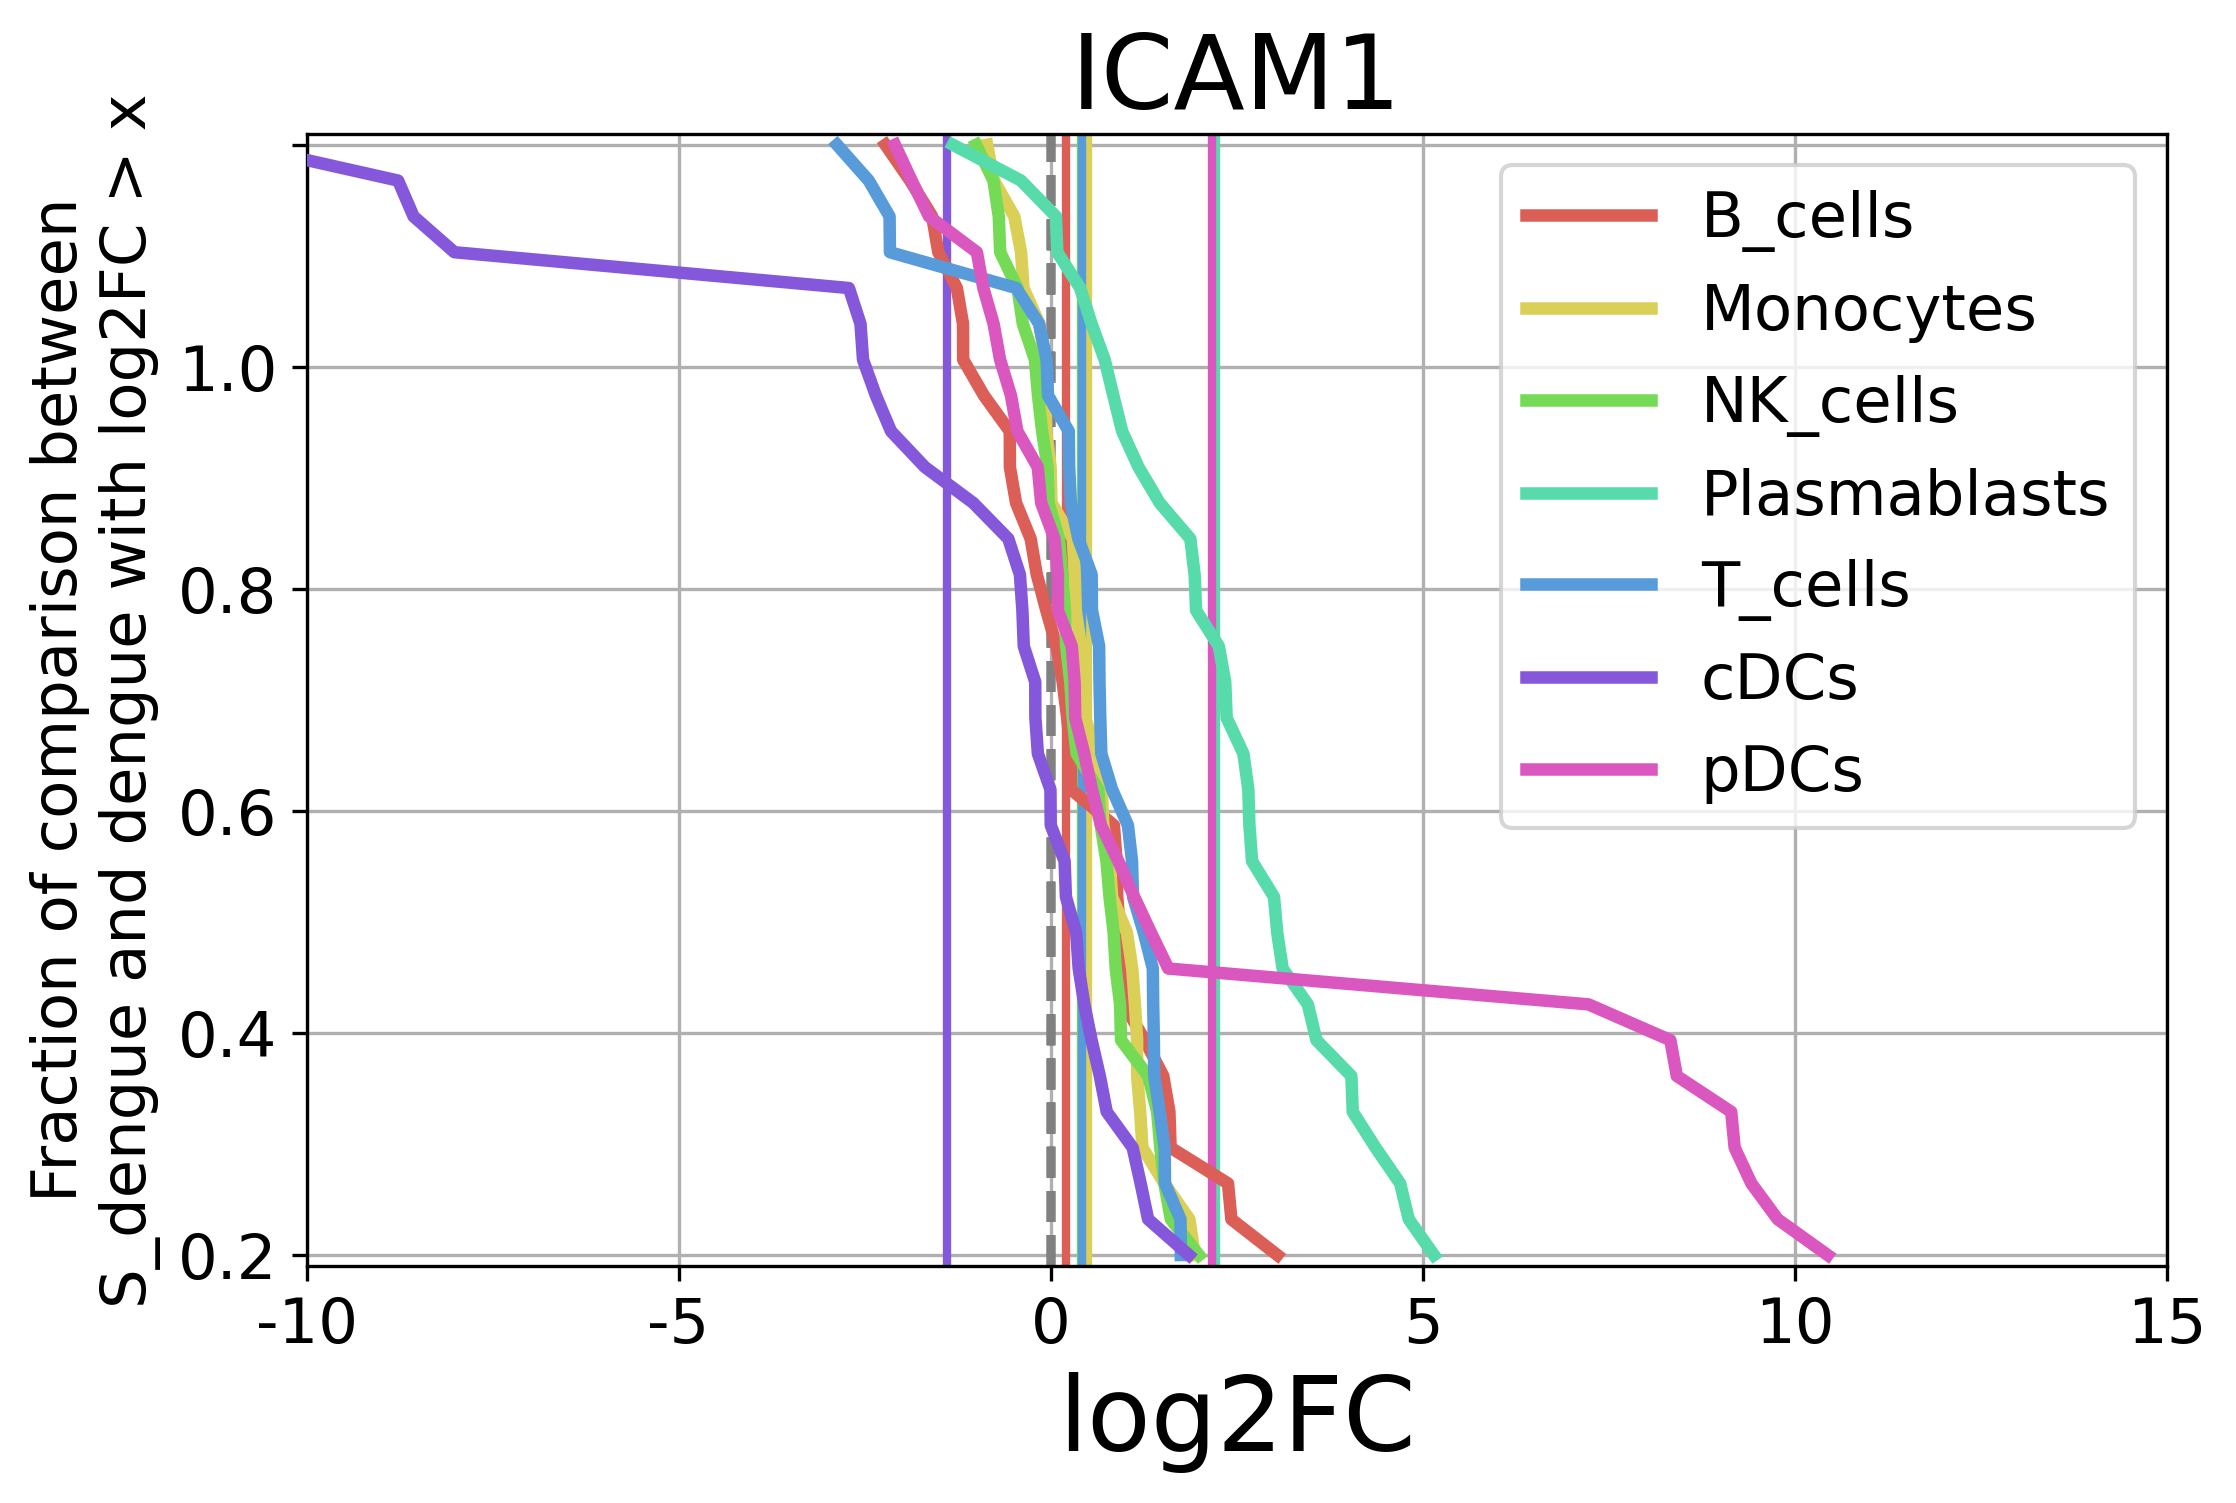 ICAM1
Fraction of comparison between
S_dengue and dengue with log2FC > x
1.0
0.8
0.6
0.4
0.2
-10
-5
0
5
10
15
log2FC
B_cells
Monocytes
NK_cells
Plasmablasts
T_cells
cDCs
pDCs